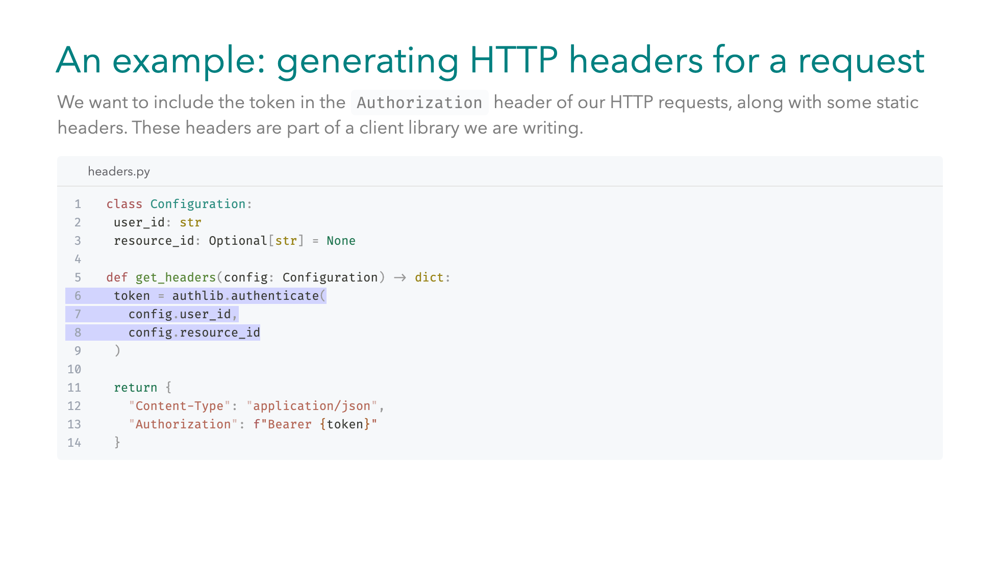 An example: generating HTTP headers for a request
We want to include the token in the Authorization header of our HTTP requests, along with some static
headers. These headers are part of a client library we are writing.
headers.py
1 class Configuration:
2 user_id: str
3 resource_id: Optional[str] = None
4
5 def get_headers(config: Configuration) → dict:
6 token = authlib.authenticate(
7 config.user_id,
8 config.resource_id
9 )
10
11 return {
12 "Content-Type": "application/json",
13 "Authorization": f"Bearer {token}"
14 }